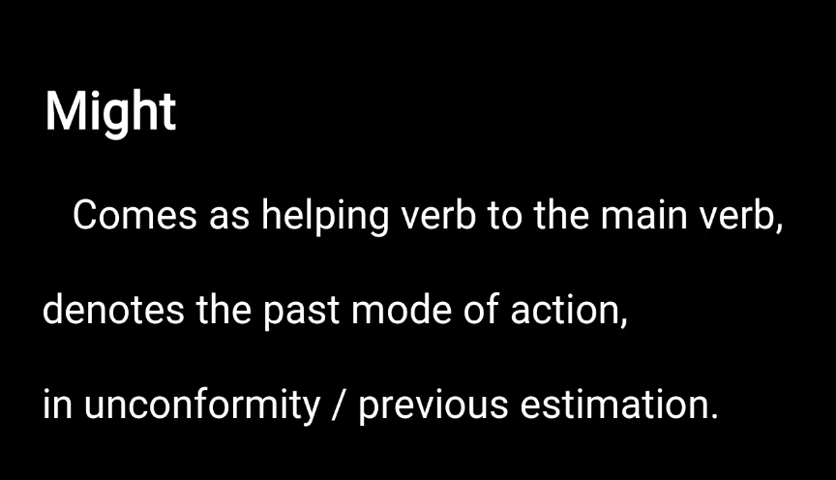 Might
Comes as helping verb to the main verb,
denotes the past mode of action,
in unconformity / previous estimation.